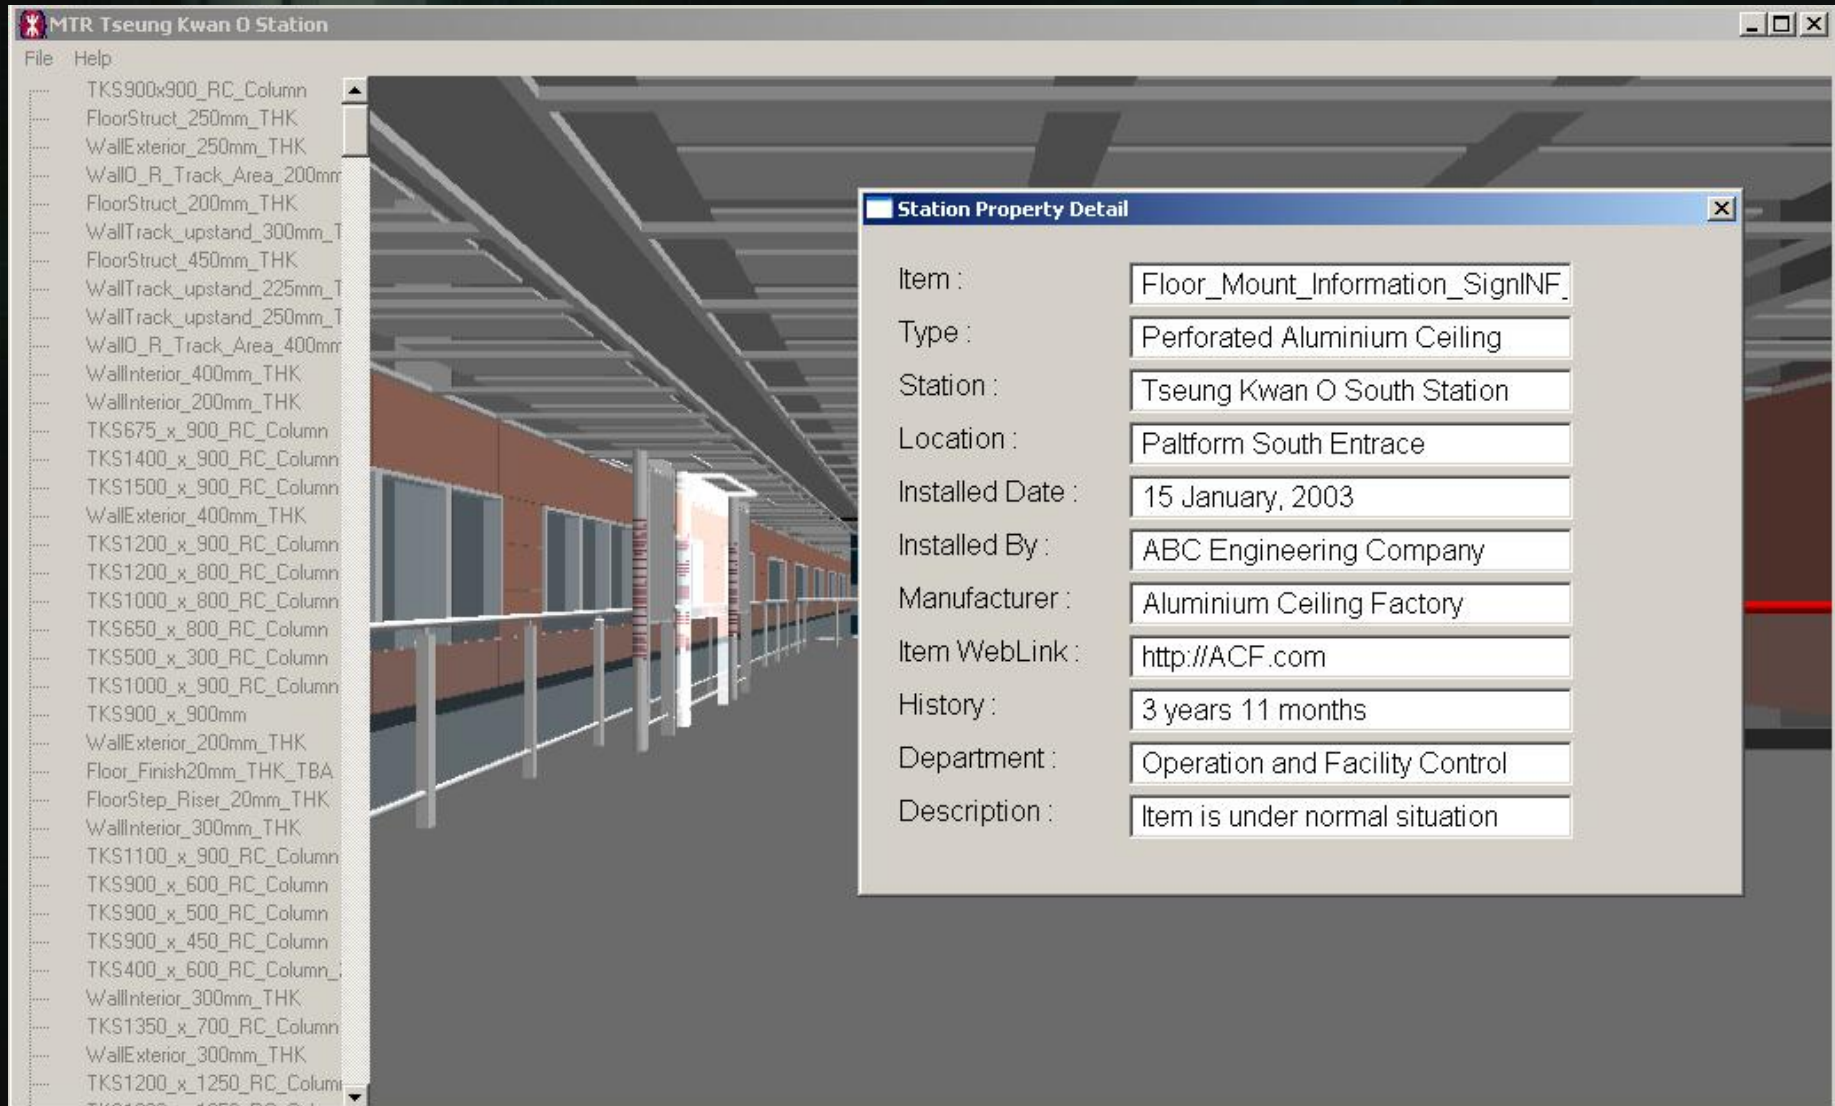 MTR Tseung Kwan O Station
File Help
TKS900x900_RC_Column
FloorStruct_250mm_THK
WallExterior_250mm_THK
WallO_R_Track_Area_200mm
FloorStruct_200mm_THK
WallTrack_upstand_300mm_T
FloorStruct_450mm_THK
WallTrack_upstand_225mm_T
WallTrack_upstand_250mm_T
WallO_R_Track_Area_400mm
WallInterior_400mm_THK
WallInterior_200mm_THK
TKS675_x_900_RC_Column
TKS1400_x_900_RC_Column
TKS1500_x_900_RC_Column
WallExterior_400mm_THK
TKS1200_x_900_RC_Column
TKS1200_x_800_RC_Column
TKS1000_x_800_RC_Column
TKS650_x_800_RC_Column
TKS500_x_300_RC_Column
TKS1000_x_900_RC_Column
TKS900_x_900mm
WallExterior_200mm_THK
Floor_Finish20mm_THK_TBA
FloorStep_Riser_20mm_THK
WallInterior_300mm_THK
TKS1100_x_900_RC_Column
TKS900_x_600_RC_Column
TKS900_x_500_RC_Column
TKS900_x_450_RC_Column
TKS400_x_600_RC_Column_
WallInterior_300mm_THK
TKS1350_x_700_RC_Column
WallExterior_300mm_THK
TKS1200_x_1250_RC_Colum
Station Property Detail
Item : Floor_Mount_Information_SignINF_
Type : Perforated Aluminium Ceiling
Station : Tseung Kwan O South Station
Location : Paltform South Entrace
Installed Date : 15 January, 2003
Installed By : ABC Engineering Company
Manufacturer : Aluminium Ceiling Factory
Item WebLink : http://ACF.com
History : 3 years 11 months
Department : Operation and Facility Control
Description : Item is under normal situation